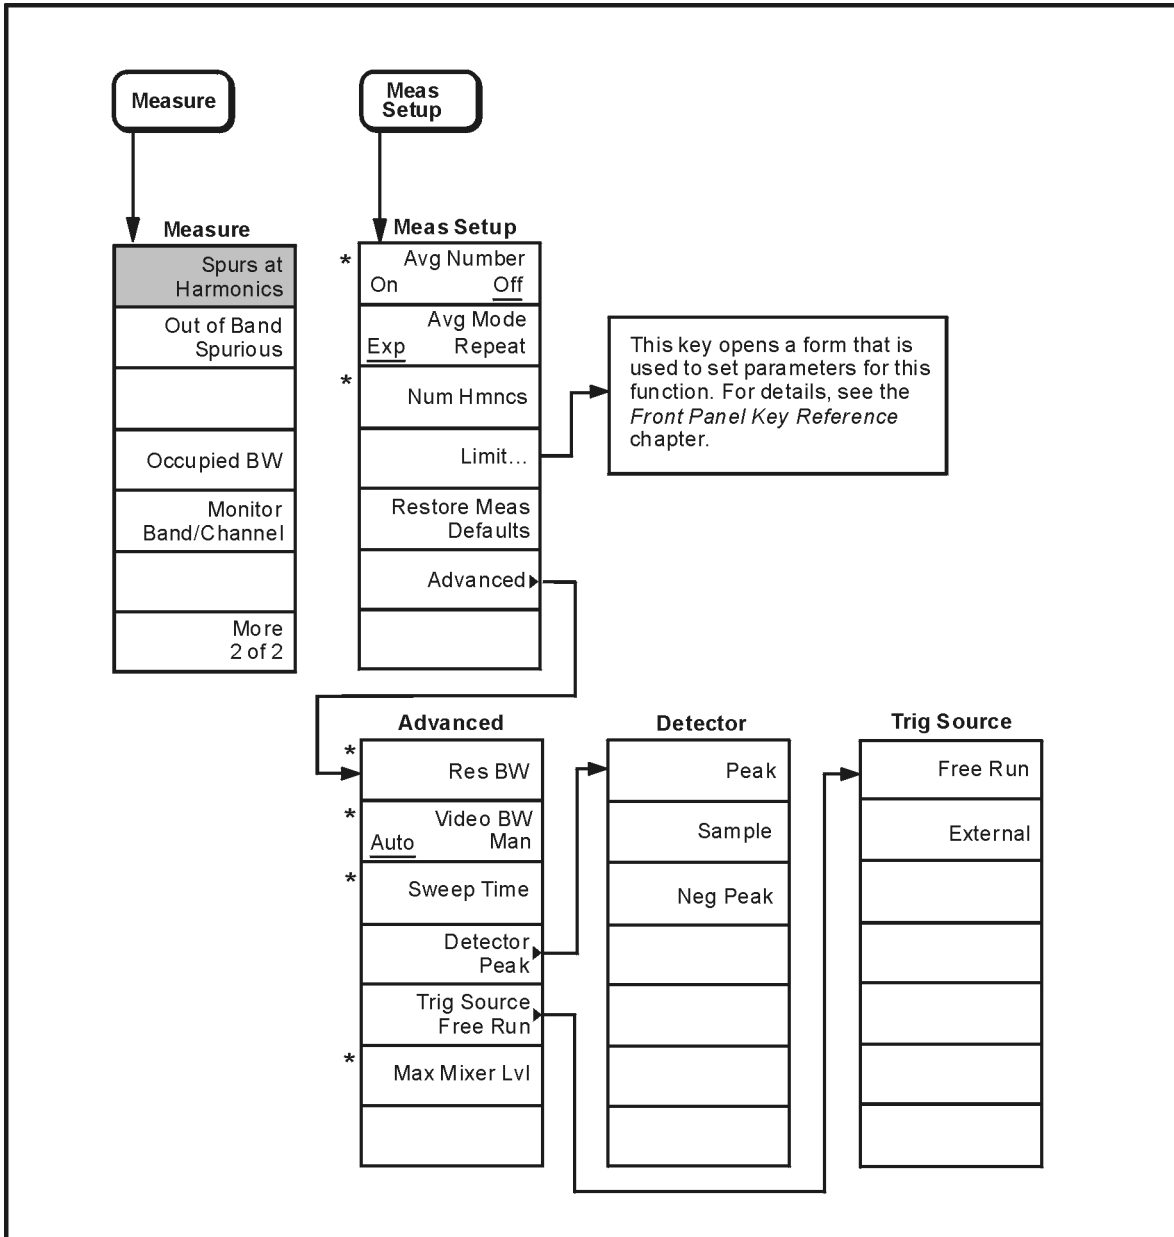 Measure
Meas
Setup
Measure
Spurs at
Harmonics
Out of Band
Spurious
Occupied BW
Monitor
Band/Channel
More
2 of 2
Meas Setup
* Avg Number
On Off
Avg Mode
Exp Repeat
* Num Hmncs
Limit...
Restore Meas
Defaults
Advanced
This key opens a form that is
used to set parameters for this
function. For details, see the
Front Panel Key Reference
chapter.
Advanced
* Res BW
* Video BW
Auto Man
* Sweep Time
Detector
Peak
Trig Source
Free Run
* Max Mixer Lvl
Detector
Peak
Sample
Neg Peak
Trig Source
Free Run
External